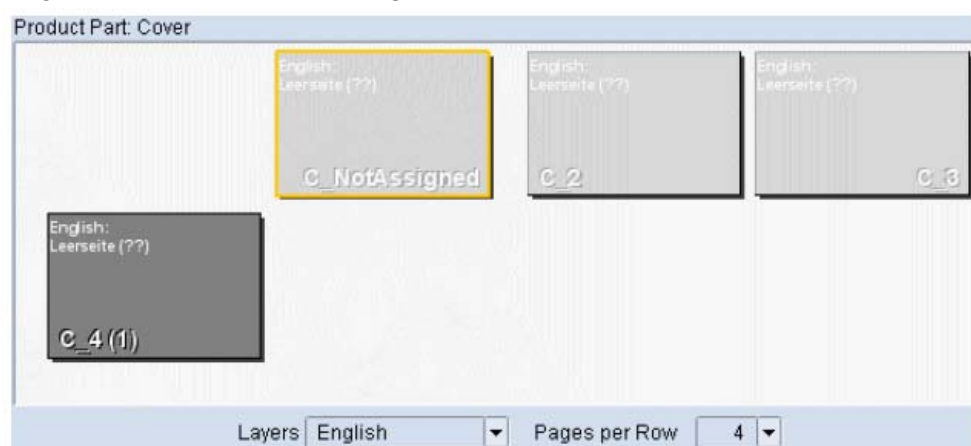 Product Part: Cover
English:
Leerseite (??)
C_NotAssigned
English:
Leerseite (??)
C_2
English:
Leerseite (??)
C_3
English:
Leerseite (??)
C_4 (1)
Layers English Pages per Row 4